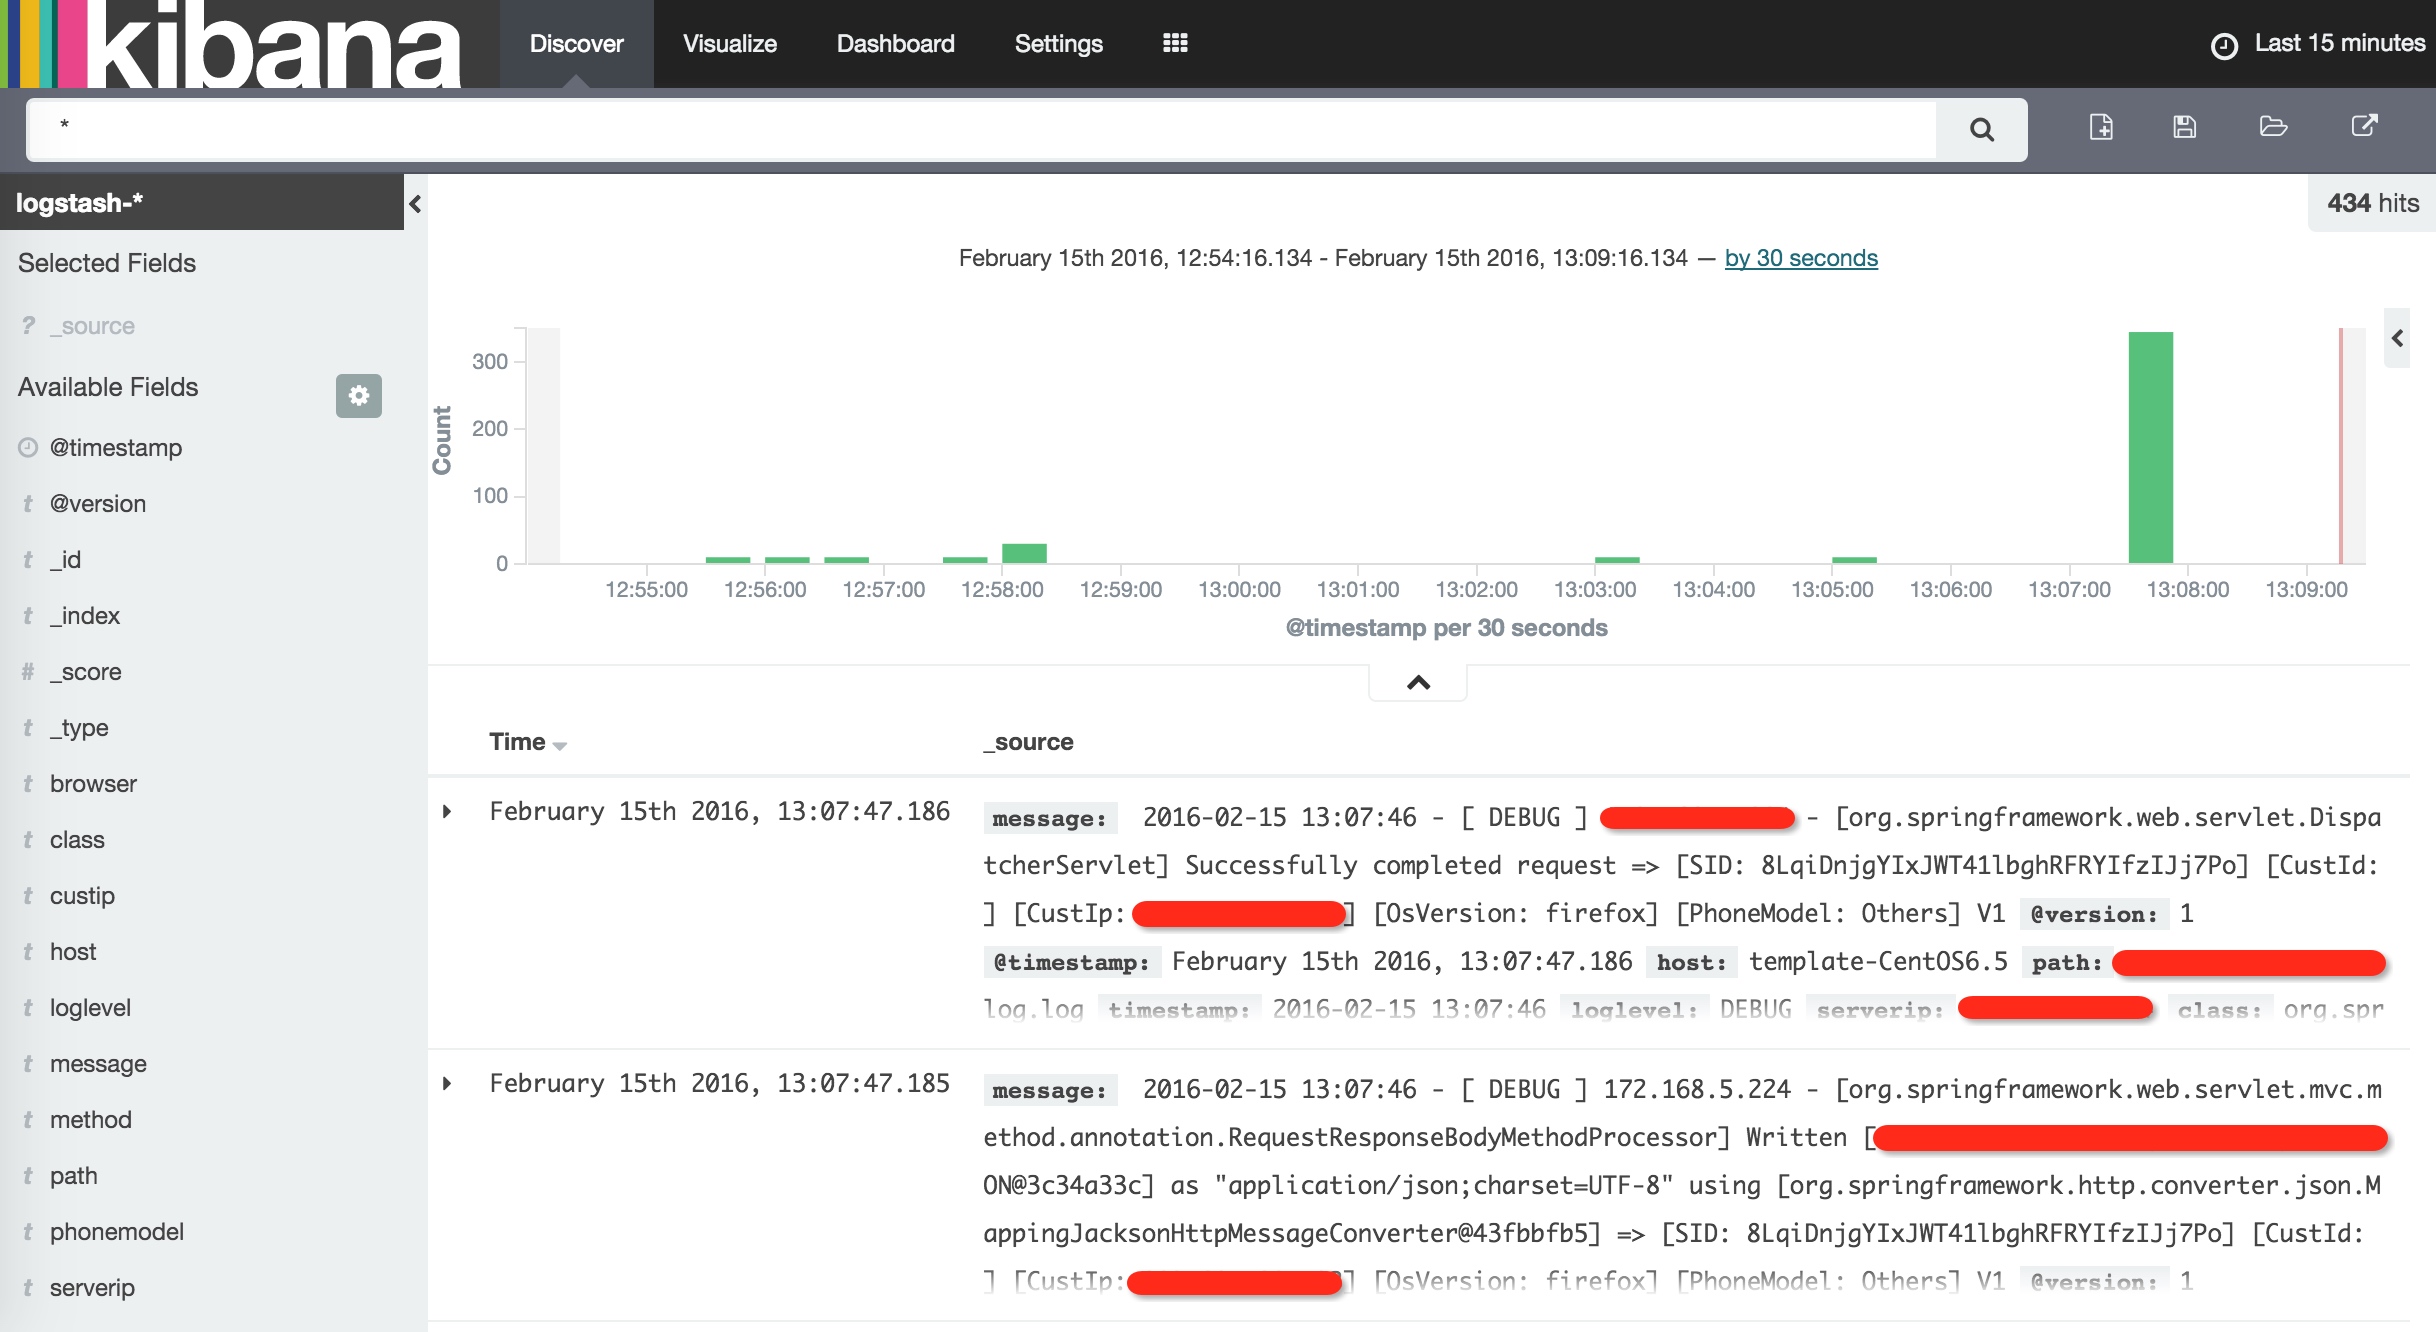 kibana Discover Visualize Dashboard Settings Last 15 minutes
*
logstash-*
434 hits
Selected Fields
? _source
Available Fields
@timestamp
t @version
t _id
t _index
# _score
t _type
t browser
t class
t custip
t host
t loglevel
t message
t method
t path
t phonemodel
t serverip
February 15th 2016, 12:54:16.134 - February 15th 2016, 13:09:16.134 — by 30 seconds
Count
300
200
100
0
12:55:00 12:56:00 12:57:00 12:58:00 12:59:00 13:00:00 13:01:00 13:02:00 13:03:00 13:04:00 13:05:00 13:06:00 13:07:00 13:08:00 13:09:00
@timestamp per 30 seconds
Time _source
February 15th 2016, 13:07:47.186 message: 2016-02-15 13:07:46 - [ DEBUG ] - [org.springframework.web.servlet.Dispa
tcherServlet] Successfully completed request => [SID: 8LqiDnjgYIxJWT41lbghRFRYIfzIJj7Po] [CustId:
] [CustIp: ] [OsVersion: firefox] [PhoneModel: Others] V1 @version: 1
@timestamp: February 15th 2016, 13:07:47.186 host: template-CentOS6.5 path:
log.log timestamp: 2016-02-15 13:07:46 loglevel: DEBUG serverip: class: org.spr
February 15th 2016, 13:07:47.185 message: 2016-02-15 13:07:46 - [ DEBUG ] 172.168.5.224 - [org.springframework.web.servlet.mvc.m
ethod.annotation.RequestResponseBodyMethodProcessor] Written [
ON@3c34a33c] as "application/json;charset=UTF-8" using [org.springframework.http.converter.json.M
appingJacksonHttpMessageConverter@43fbbfb5] => [SID: 8LqiDnjgYIxJWT41lbghRFRYIfzIJj7Po] [CustId:
] [CustIp: ] [OsVersion: firefox] [PhoneModel: Others] V1 @version: 1